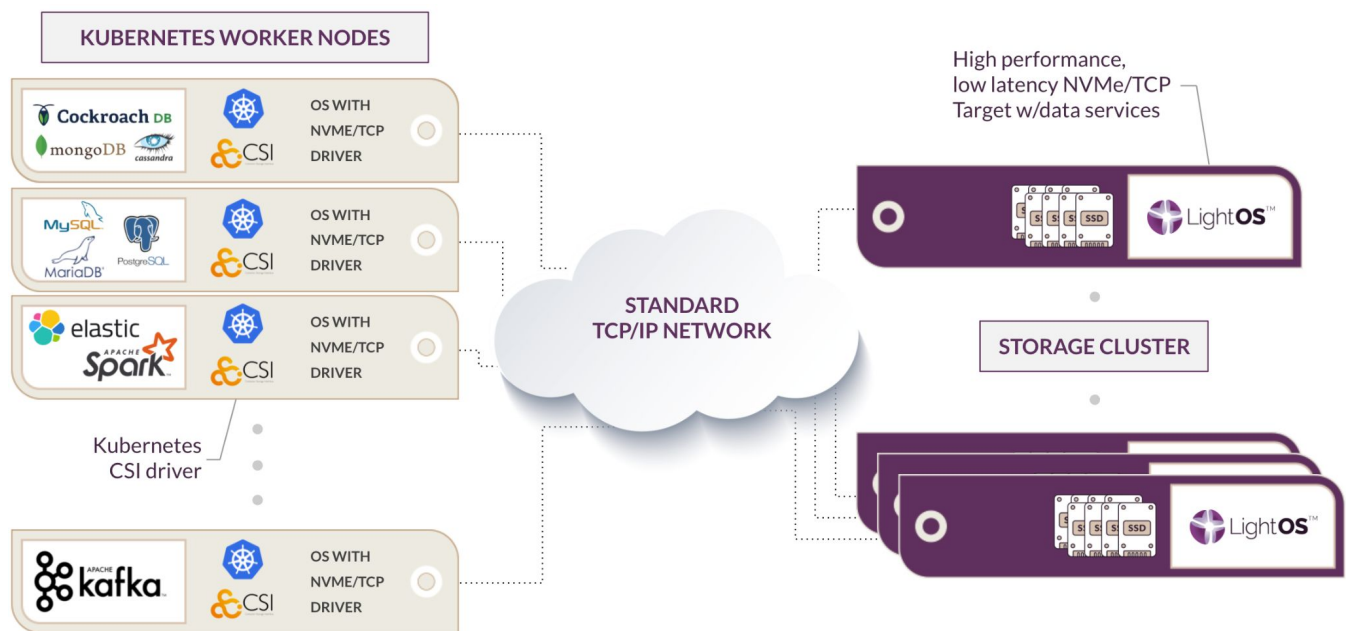 KUBERNETES WORKER NODES
Cockroach DB
mongoDB
cassandra
CSI
OS WITH
NVME/TCP
DRIVER
MySQL
MariaDB
PostgreSQL
CSI
OS WITH
NVME/TCP
DRIVER
elastic
APACHE
Spark
CSI
OS WITH
NVME/TCP
DRIVER
Kubernetes
CSI driver
APACHE
kafka
CSI
OS WITH
NVME/TCP
DRIVER
STANDARD
TCP/IP NETWORK
High performance,
low latency NVMe/TCP
Target w/data services
SSD
LightOS™
STORAGE CLUSTER
SSD
LightOS™